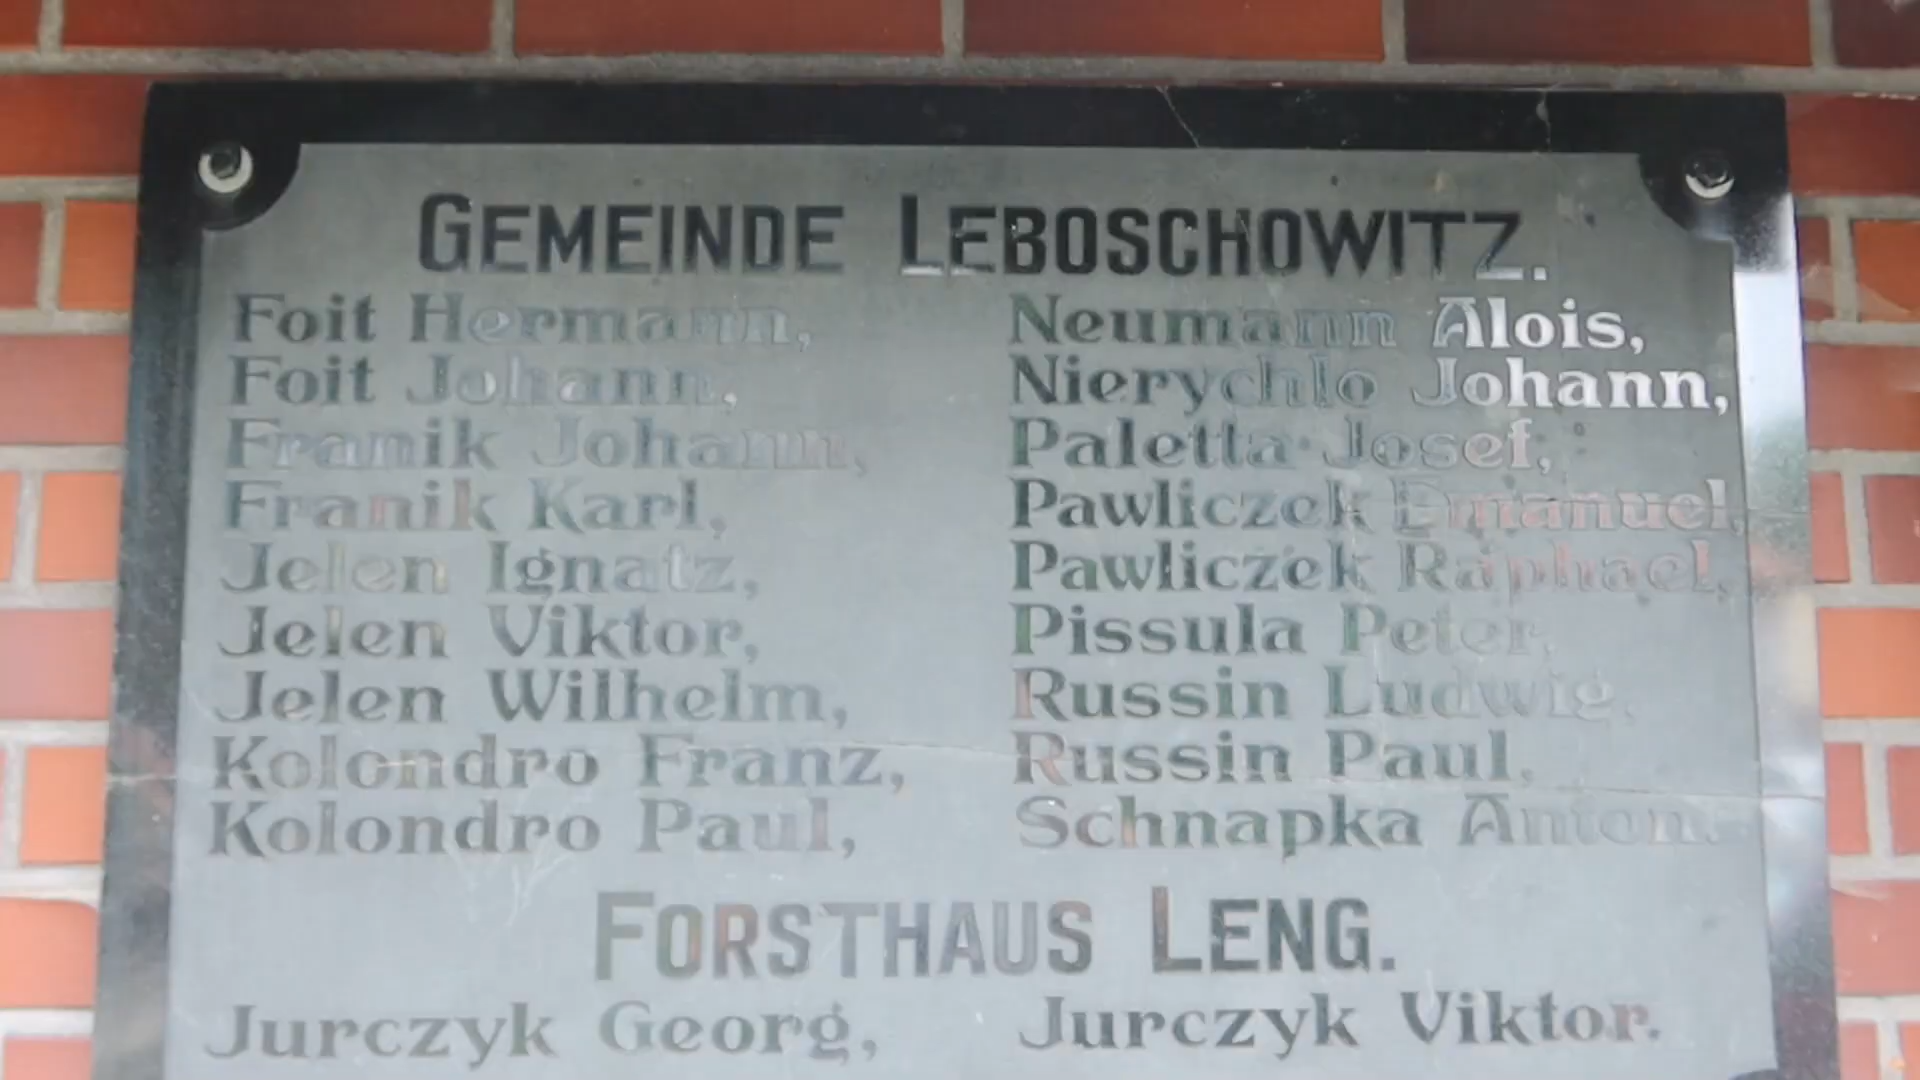 GEMEINDE LEBOSCHOWITZ.
Foit Hermann,
Foit Johann,
Franik Johann,
Franik Karl,
Jelen Ignatz,
Jelen Viktor,
Jelen Wilhelm,
Kolondro Franz,
Kolondro Paul,
Neumann Alois,
Nierychlo Johann,
Paletta Josef,
Pawliczek Emanuel,
Pawliczek Raphael,
Pissula Peter,
Russin Ludwig,
Russin Paul,
Schnapka Anton.
FORSTHAUS LENG.
Jurczyk Georg, Jurczyk Viktor.